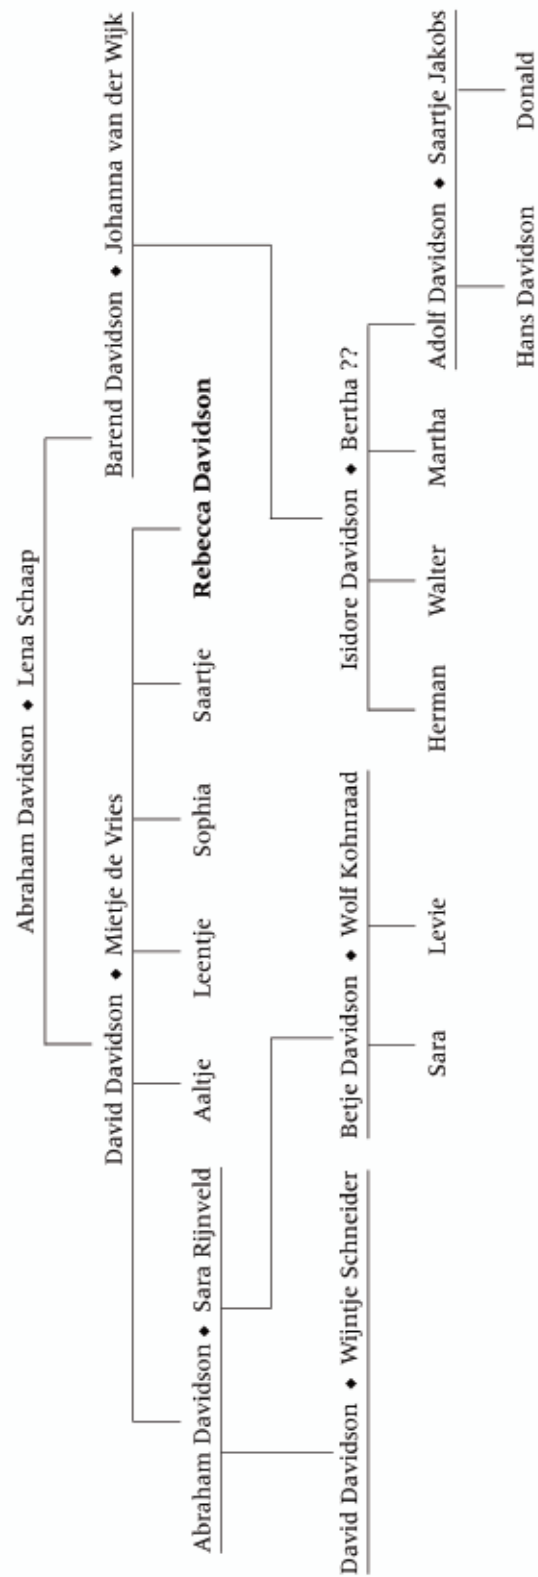 Abraham Davidson ◆ Lena Schaap
David Davidson ◆ Mietje de Vries
Barend Davidson ◆ Johanna van der Wijk
Abraham Davidson ◆ Sara Rijnveld
Aaltje
Leentje
Sophia
Saartje
Rebecca Davidson
David Davidson ◆ Wijntje Schneider
Betje Davidson ◆ Wolf Kohnraad
Isidore Davidson ◆ Bertha ??
Sara
Levie
Herman
Walter
Martha
Adolf Davidson ◆ Saartje Jakobs
Hans Davidson
Donald